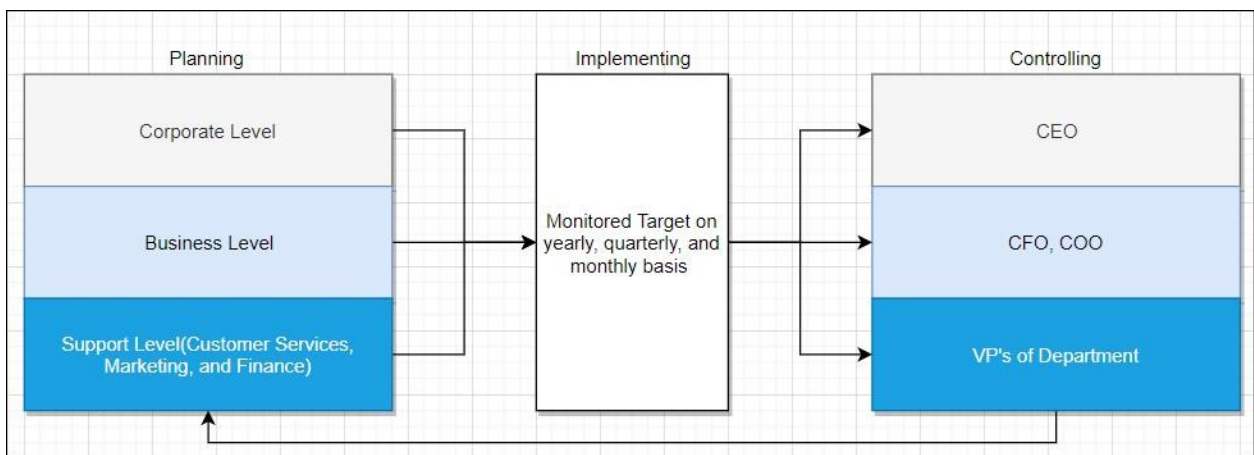 Planning
Implementing
Controlling
Corporate Level
Business Level
Support Level(Customer Services,
Marketing, and Finance)
Monitored Target on
yearly, quarterly, and
monthly basis
CEO
CFO, COO
VP's of Department